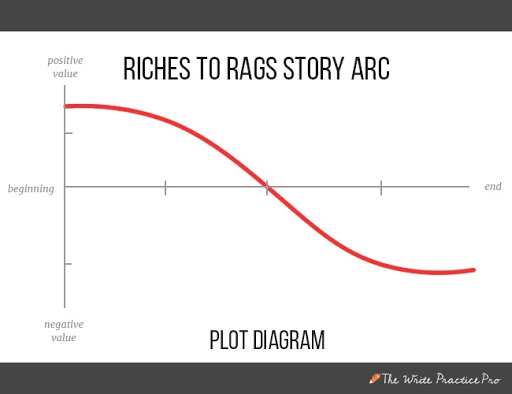 positive
value
RICHES TO RAGS STORY ARC
beginning
end
negative
value
PLOT DIAGRAM
The Write Practice Pro